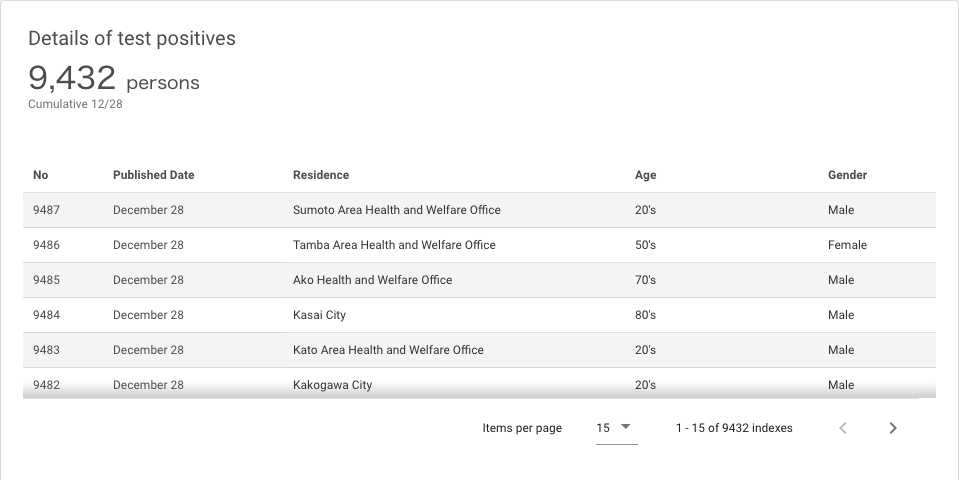 Details of test positives
9,432 persons
Cumulative 12/28
No Published Date Residence Age Gender
9487 December 28 Sumoto Area Health and Welfare Office 20's Male
9486 December 28 Tamba Area Health and Welfare Office 50's Female
9485 December 28 Ako Health and Welfare Office 70's Male
9484 December 28 Kasai City 80's Male
9483 December 28 Kato Area Health and Welfare Office 20's Male
9482 December 28 Kakogawa City 20's Male
Items per page 15 1 - 15 of 9432 indexes